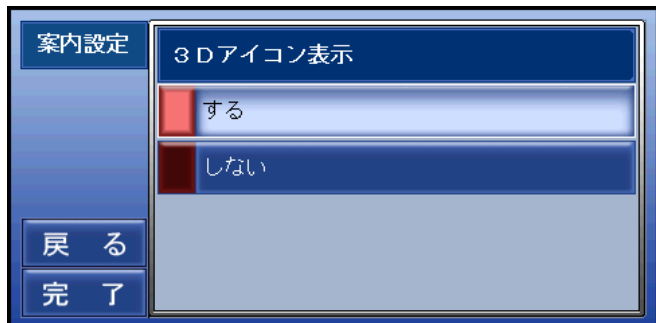 案内設定
３Ｄアイコン表示
する
しない
戻　る
完　了